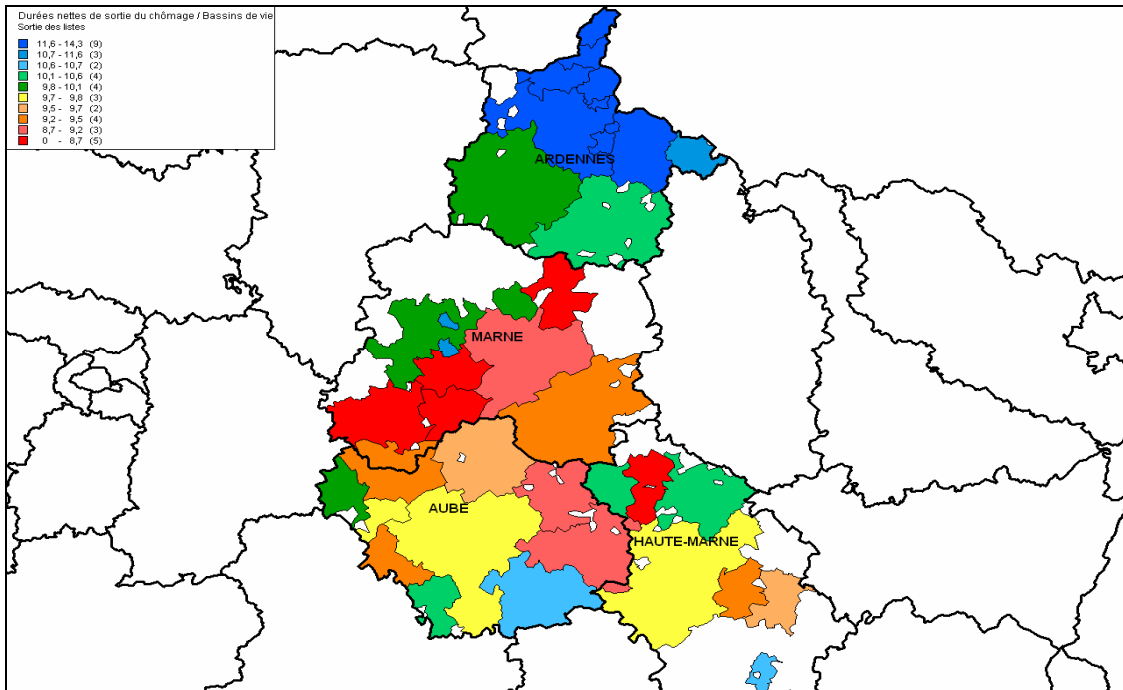 Durées nettes de sortie du chômage / Bassins de vie
Sortie des listes
11,6 - 14,3 (9)
10,7 - 11,6 (3)
10,6 - 10,7 (2)
10,1 - 10,6 (4)
9,8 - 10,1 (4)
9,7 - 9,8 (3)
9,5 - 9,7 (2)
9,2 - 9,5 (4)
8,7 - 9,2 (3)
0 - 8,7 (5)
ARDENNES
MARNE
AUBE
HAUTE-MARNE